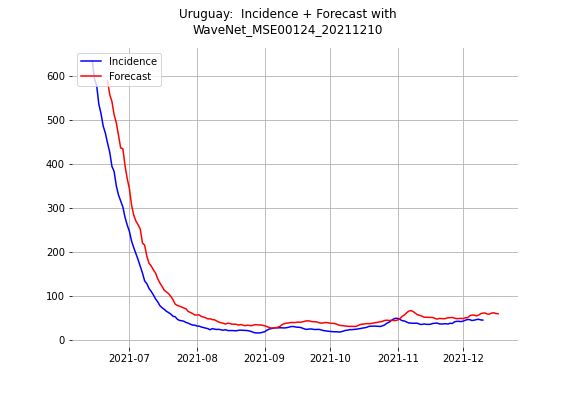 Uruguay:  Incidence + Forecast with
WaveNet_MSE00124_20211210
Incidence
Forecast
600
500
400
300
200
100
0
2021-07 2021-08 2021-09 2021-10 2021-11 2021-12